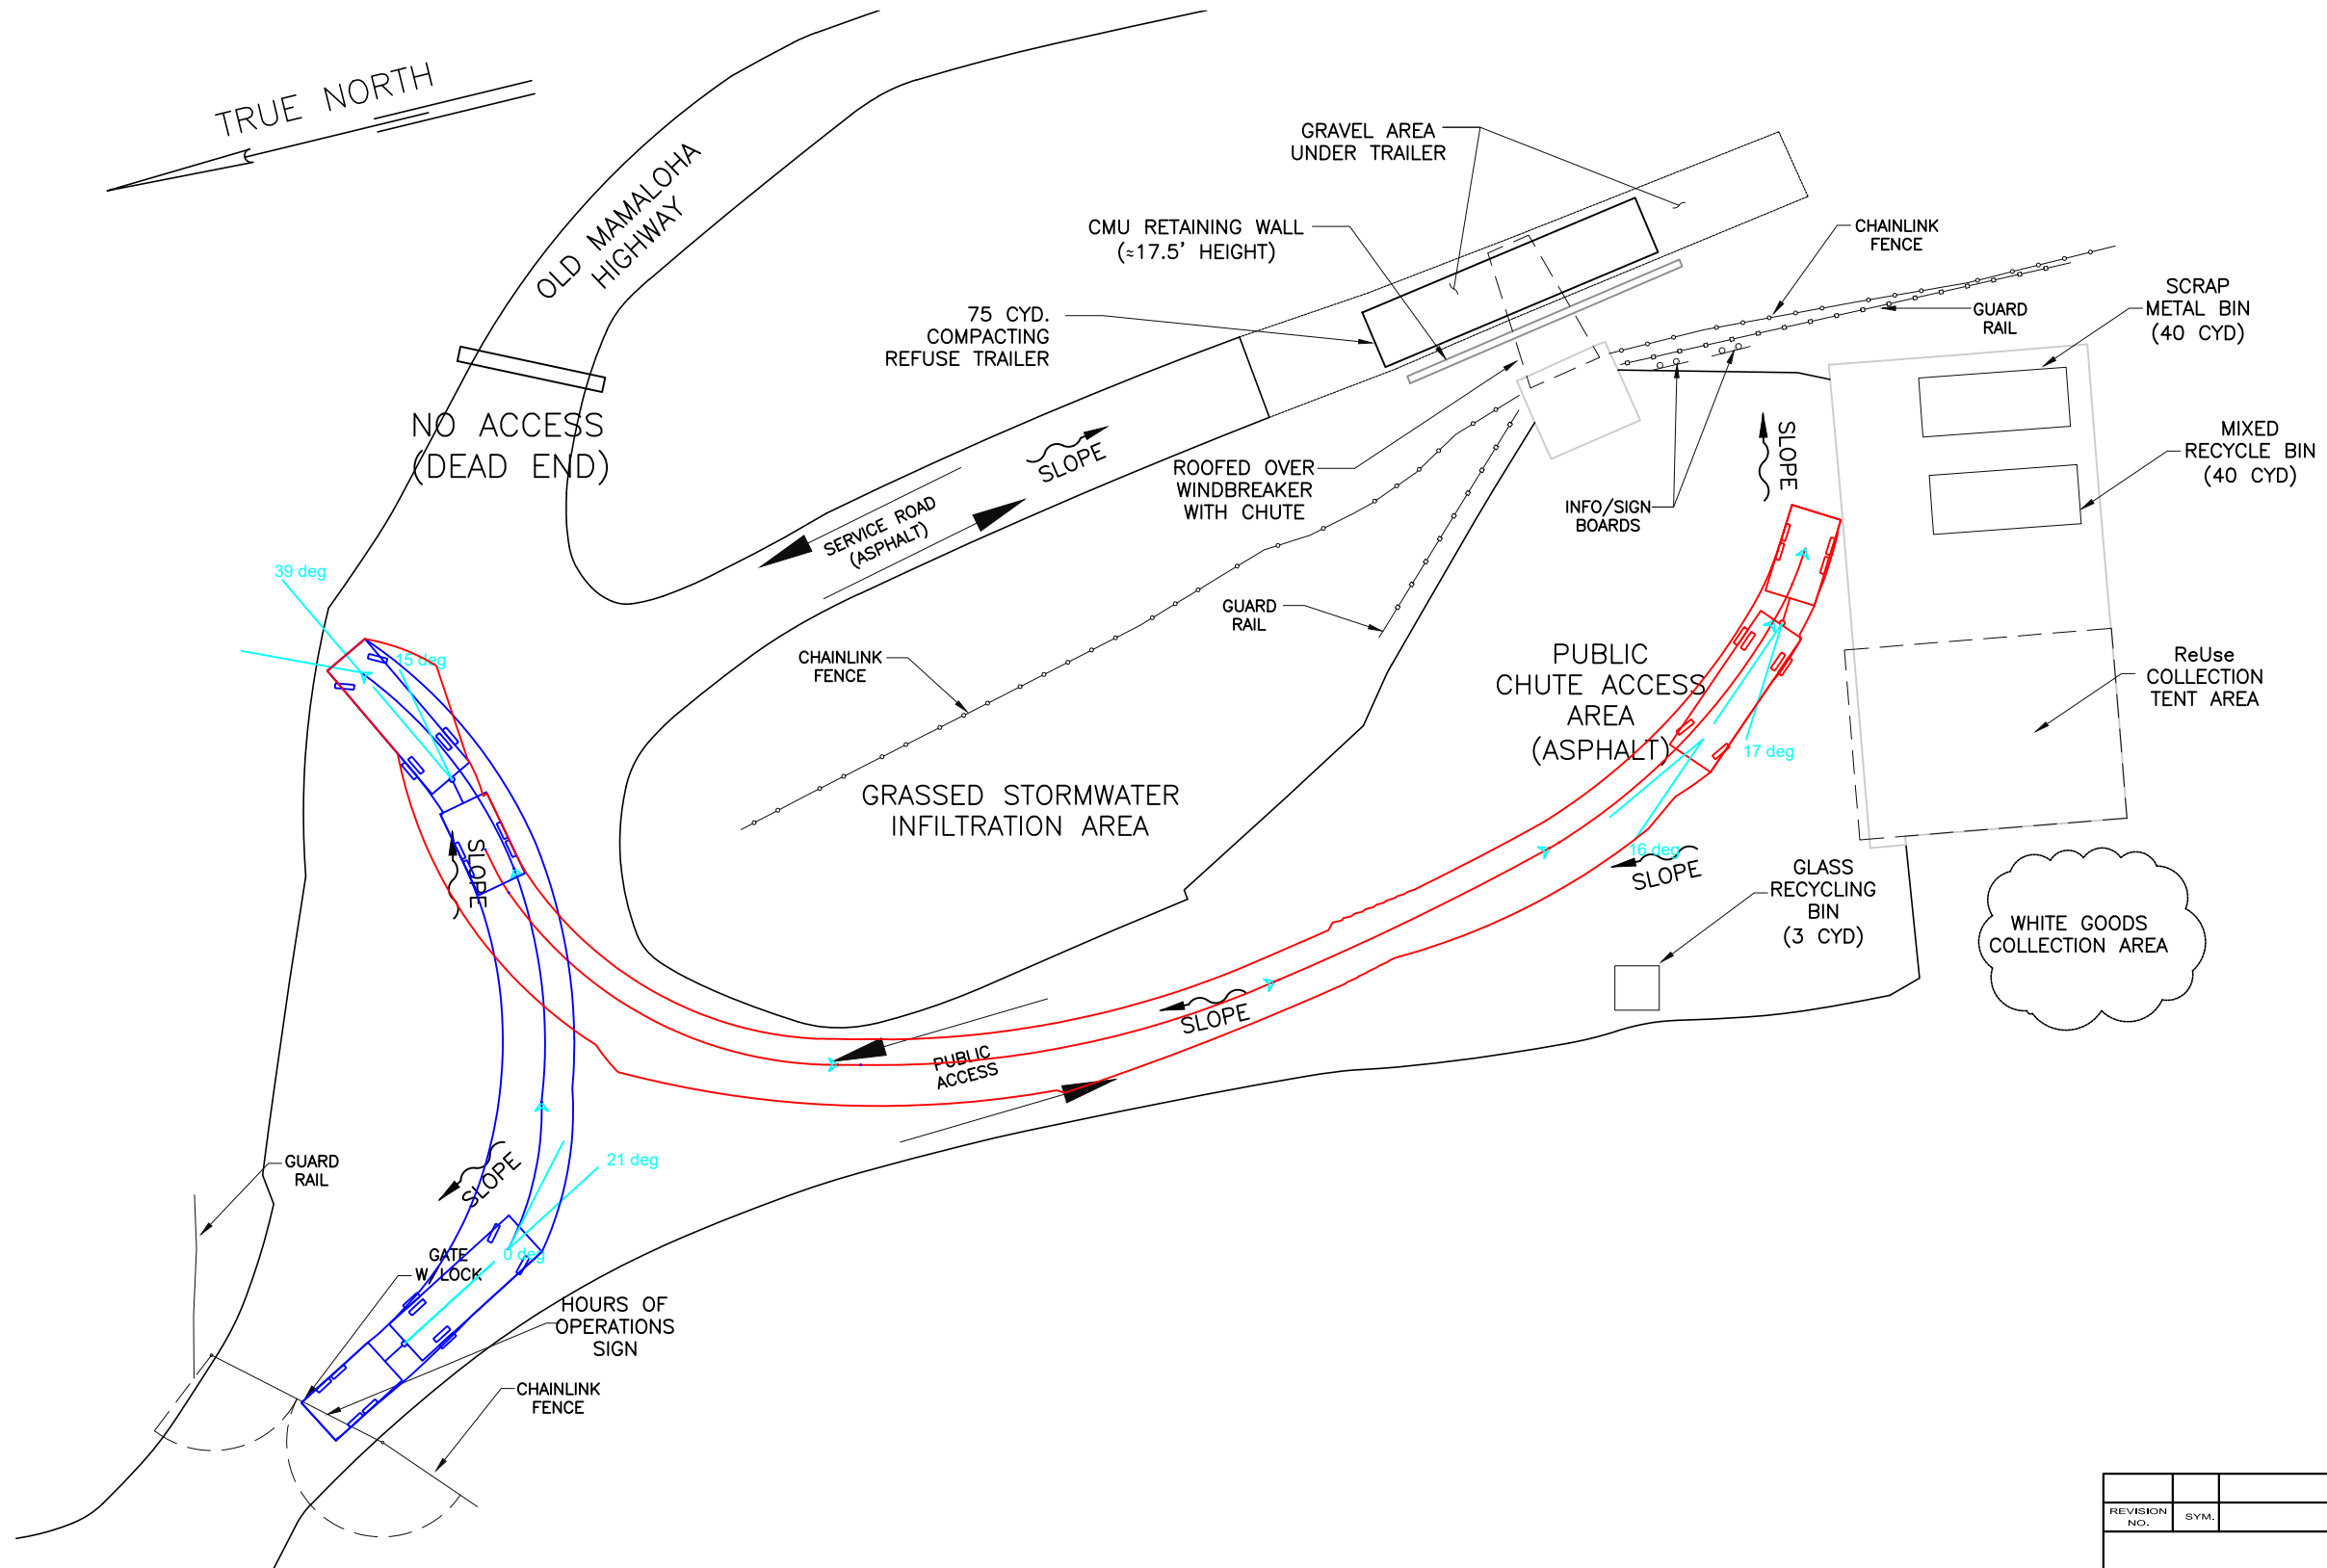 TRUE NORTH
OLD MAMALOHA
HIGHWAY
NO ACCESS
(DEAD END)
GRAVEL AREA
UNDER TRAILER
CMU RETAINING WALL
(≈17.5' HEIGHT)
75 CYD.
COMPACTING
REFUSE TRAILER
CHAINLINK
FENCE
GUARD
RAIL
SCRAP
METAL BIN
(40 CYD)
MIXED
RECYCLE BIN
(40 CYD)
SLOPE
SLOPE
ROOFED OVER
WINDBREAKER
WITH CHUTE
INFO/SIGN
BOARDS
SERVICE ROAD
(ASPHALT)
39 deg
15 deg
GUARD
RAIL
CHAINLINK
FENCE
PUBLIC
CHUTE ACCESS
AREA
(ASPHALT)
ReUse
COLLECTION
TENT AREA
17 deg
GRASSED STORMWATER
INFILTRATION AREA
SLOPE
16 deg
SLOPE
GLASS
RECYCLING
BIN
(3 CYD)
WHITE GOODS
COLLECTION AREA
SLOPE
PUBLIC
ACCESS
GUARD
RAIL
SLOPE
21 deg
0 deg
GATE
W LOCK
HOURS OF
OPERATIONS
SIGN
CHAINLINK
FENCE
REVISION
NO.
SYM.